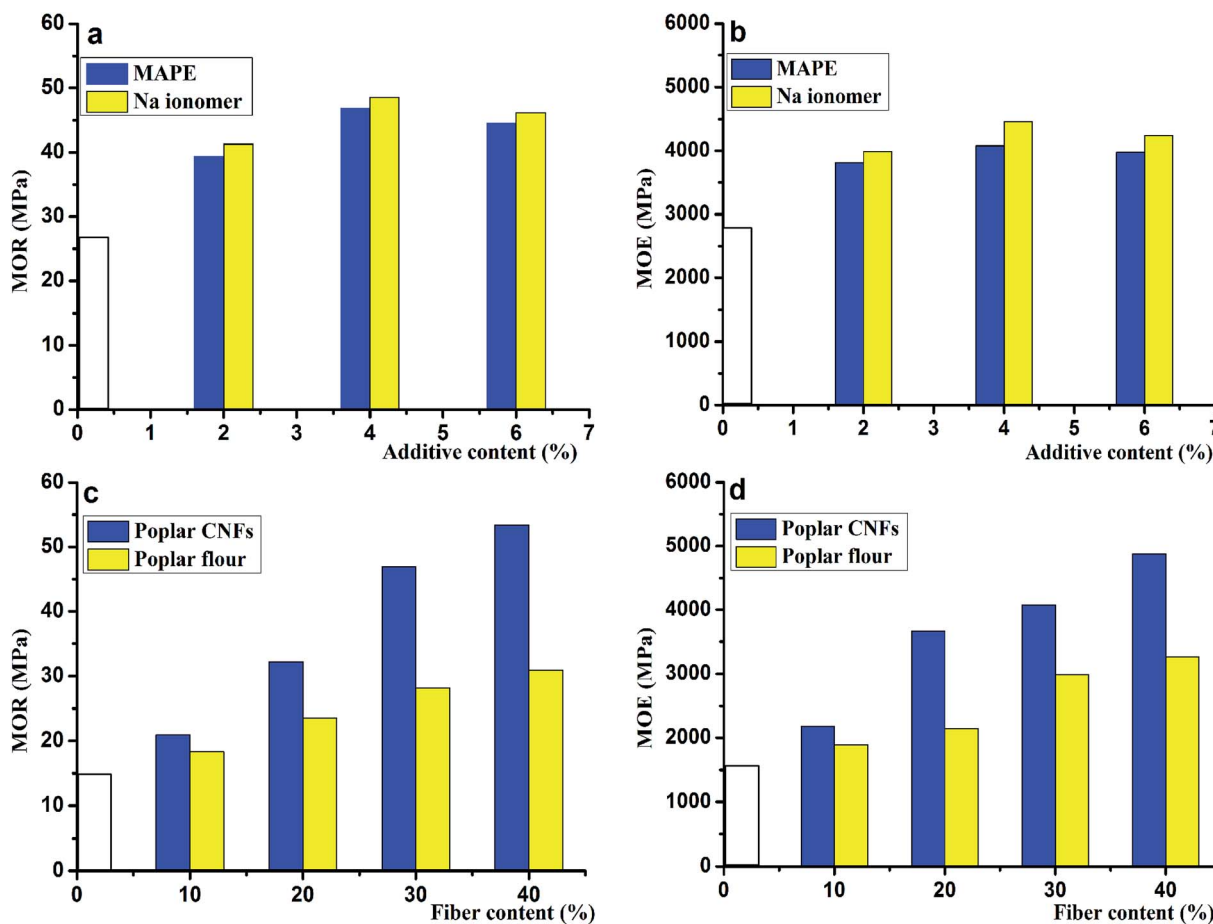 a
60
50
40
30
20
10
0
MOR (MPa)
MAPE
Na ionomer
0 1 2 3 4 5 6 7
Additive content (%)
b
6000
5000
4000
3000
2000
1000
0
MOE (MPa)
MAPE
Na ionomer
0 1 2 3 4 5 6 7
Additive content (%)
c
60
50
40
30
20
10
0
MOR (MPa)
Poplar CNFs
Poplar flour
0 10 20 30 40
Fiber content (%)
d
6000
5000
4000
3000
2000
1000
0
MOE (MPa)
Poplar CNFs
Poplar flour
0 10 20 30 40
Fiber content (%)